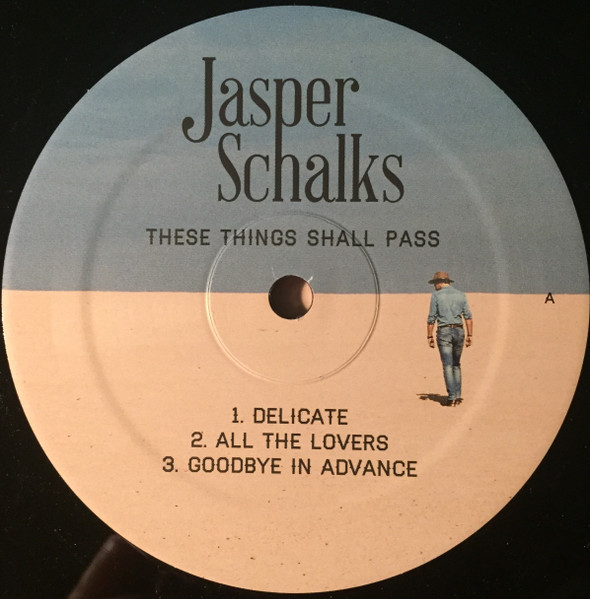 Jasper
Schalks
THESE THINGS SHALL PASS
A
1. DELICATE
2. ALL THE LOVERS
3. GOODBYE IN ADVANCE